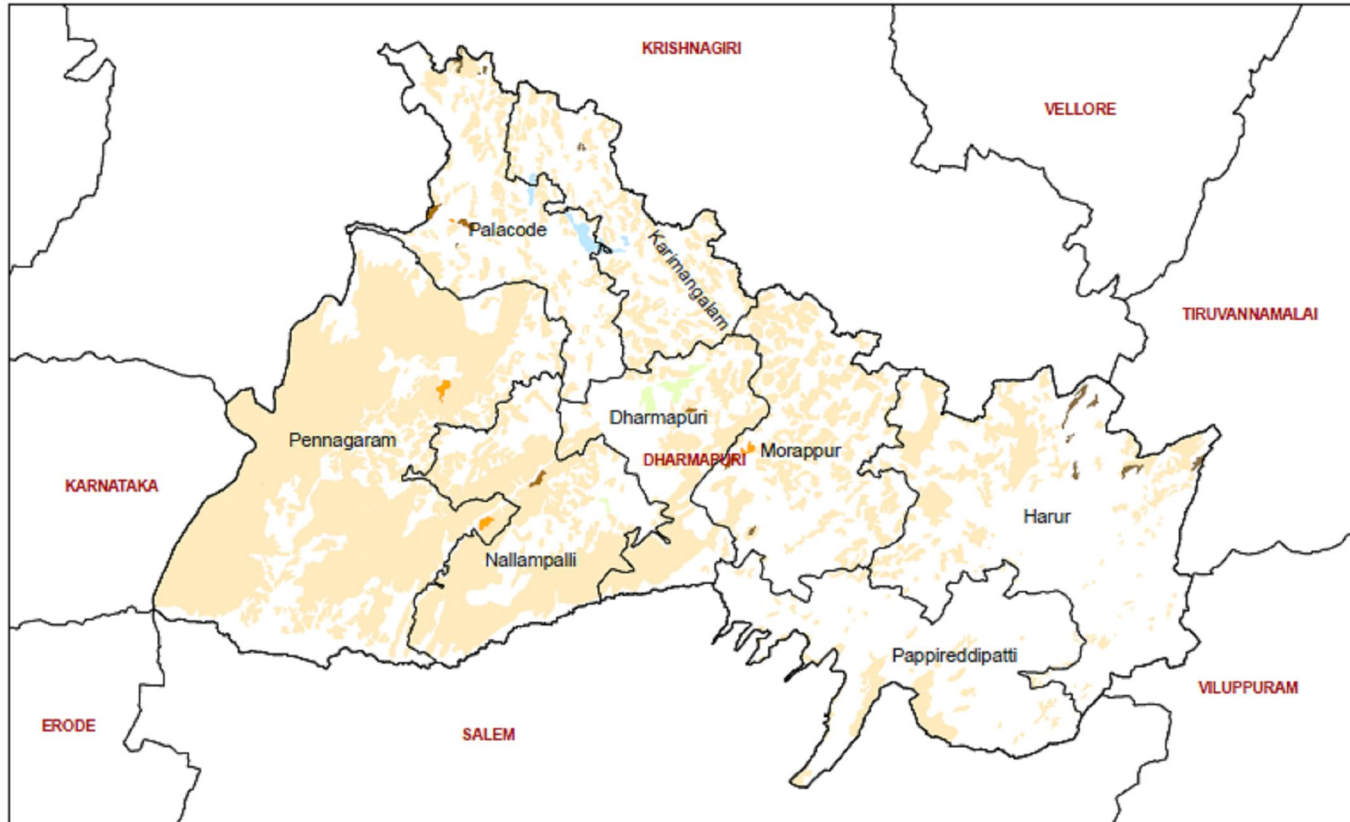 KRISHNAGIRI
VELLORE
Palacode
Karimangalam
TIRUVANNAMALAI
Dharmapuri
Pennagaram
Morappur
DHARMAPURI
KARNATAKA
Harur
Nallampalli
Pappireddipatti
VILUPPURAM
ERODE
SALEM